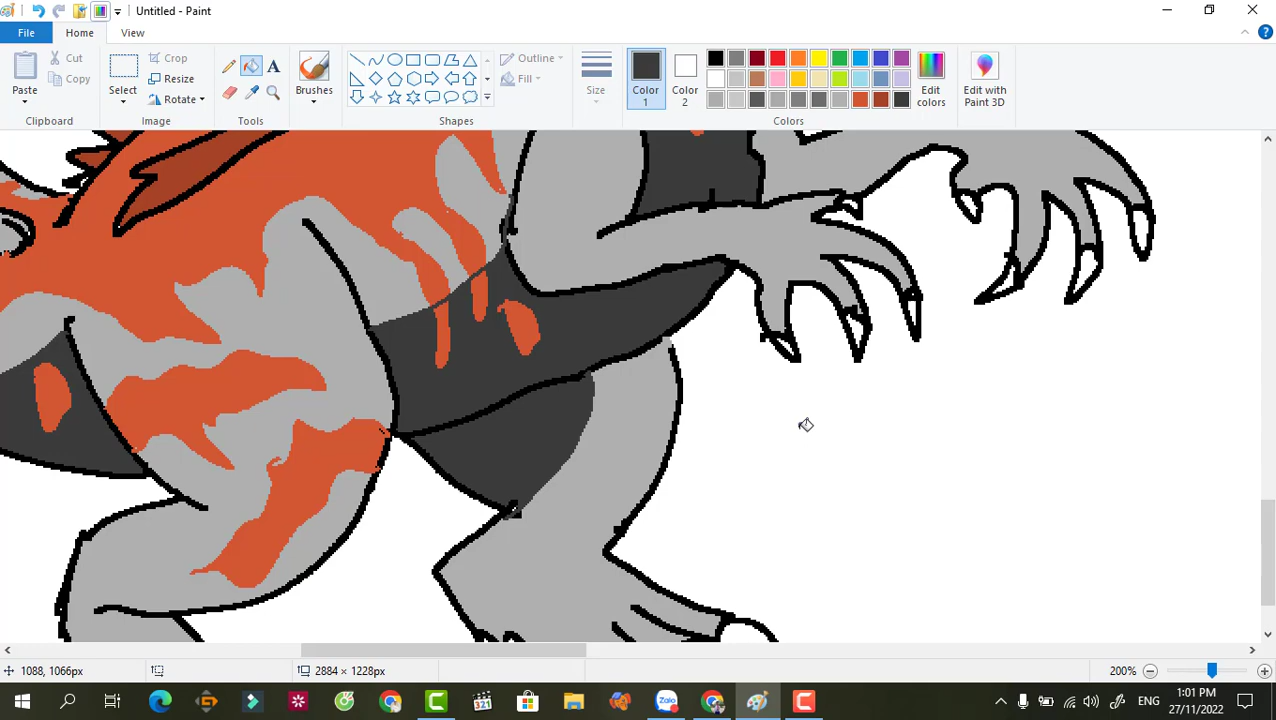 Untitled - Paint
File
Home
View
Paste
Cut
Copy
Clipboard
Select
Crop
Resize
Rotate
Image
A
Tools
Brushes
Outline
Fill
Shapes
Size
Color 1
Color 2
Edit colors
Colors
Edit with Paint 3D
1088, 1066px
2884 × 1228px
200%
321
Zalo
ENG
1:01 PM
27/11/2022